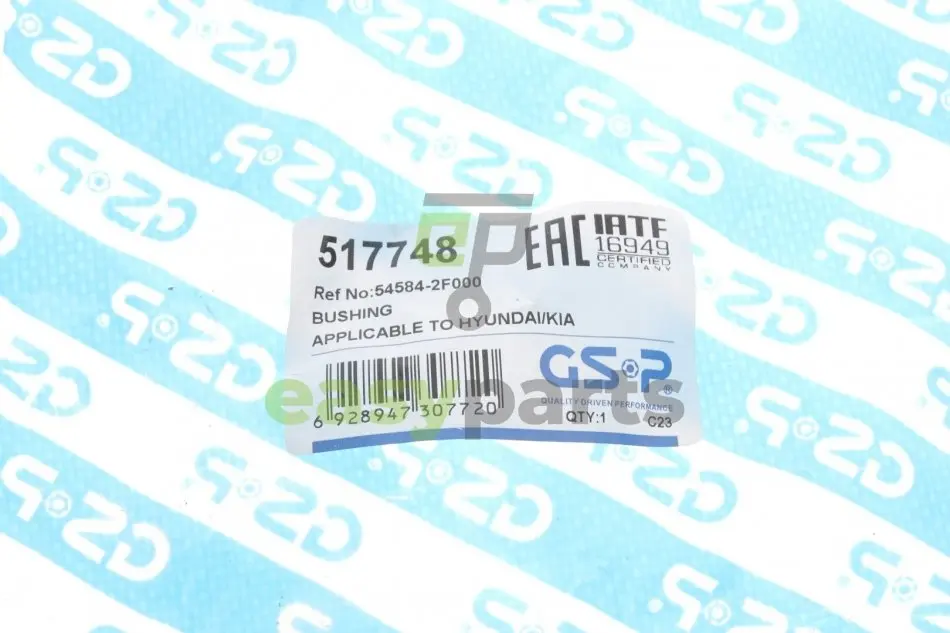 517748
EAC
IATF
16949
CERTIFIED
COMPANY
Ref No:54584-2F000
BUSHING
APPLICABLE TO HYUNDAI/KIA
6 928947 307720
GSP®
QUALITY DRIVEN PERFORMANCE
QTY:1
C23
ep
easyparts